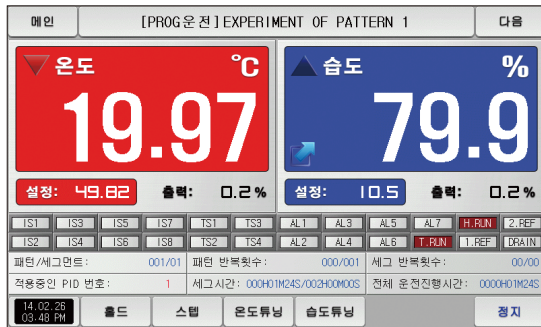 메인 [PROG운전]EXPERIMENT OF PATTERN 1 다음
온도 ℃ 습도 %
19.97 79.9
설정: 49.82 출력: 0.2 % 설정: 10.5 출력: 0.2 %
IS1 IS3 IS5 IS7 TS1 TS3 AL1 AL3 AL5 AL7 H.RUN 2.REF
IS2 IS4 IS6 IS8 TS2 TS4 AL2 AL4 AL6 T.RUN 1.REF DRAIN
패턴/세그먼트: 001/01 패턴 반복횟수: 000/001 세그 반복횟수: 00/00
적용중인 PID 번호: 1 세그시간: 000H01M24S/002H00M00S 전체 운전진행시간: 0000H01M24S
14.02.26
03:48 PM 홀드 스텝 온도튜닝 습도튜닝 정지